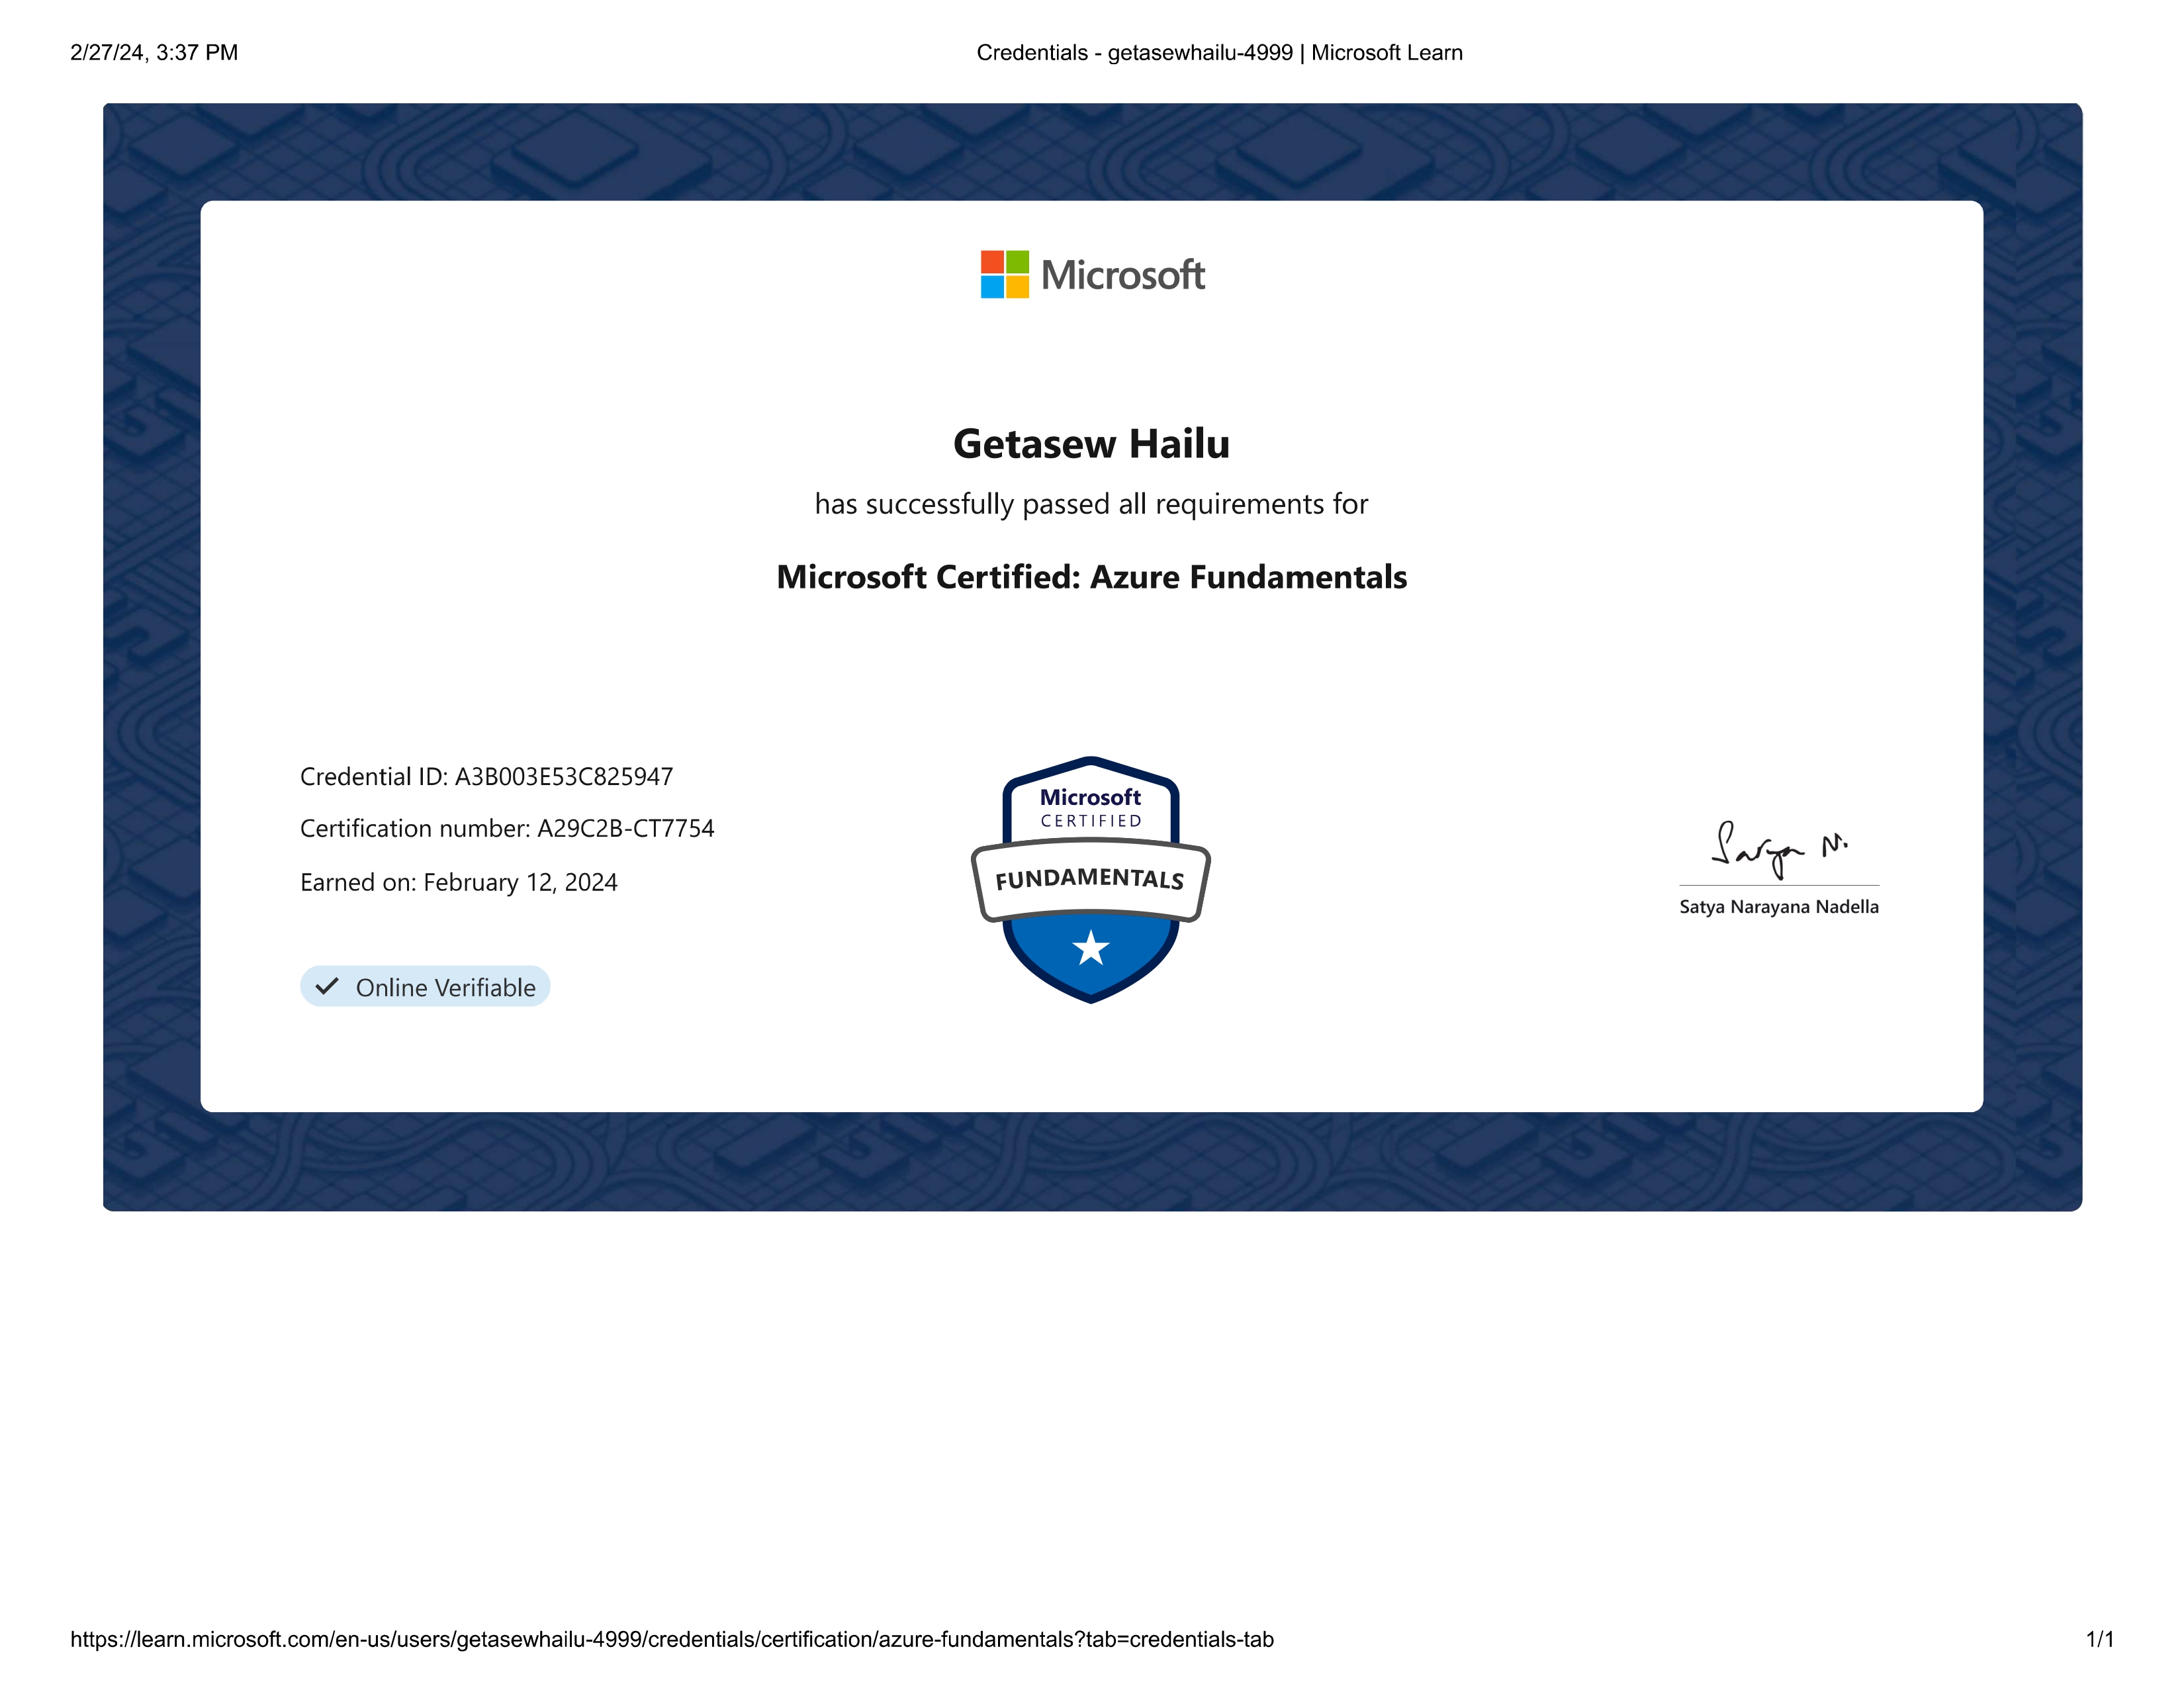 2/27/24, 3:37 PM
Credentials - getasewhailu-4999 | Microsoft Learn
Microsoft
Getasew Hailu
has successfully passed all requirements for
Microsoft Certified: Azure Fundamentals
Credential ID: A3B003E53C825947
Certification number: A29C2B-CT7754
Earned on: February 12, 2024
Online Verifiable
Microsoft
CERTIFIED
FUNDAMENTALS
Satya N.
Satya Narayana Nadella
https://learn.microsoft.com/en-us/users/getasewhailu-4999/credentials/certification/azure-fundamentals?tab=credentials-tab
1/1